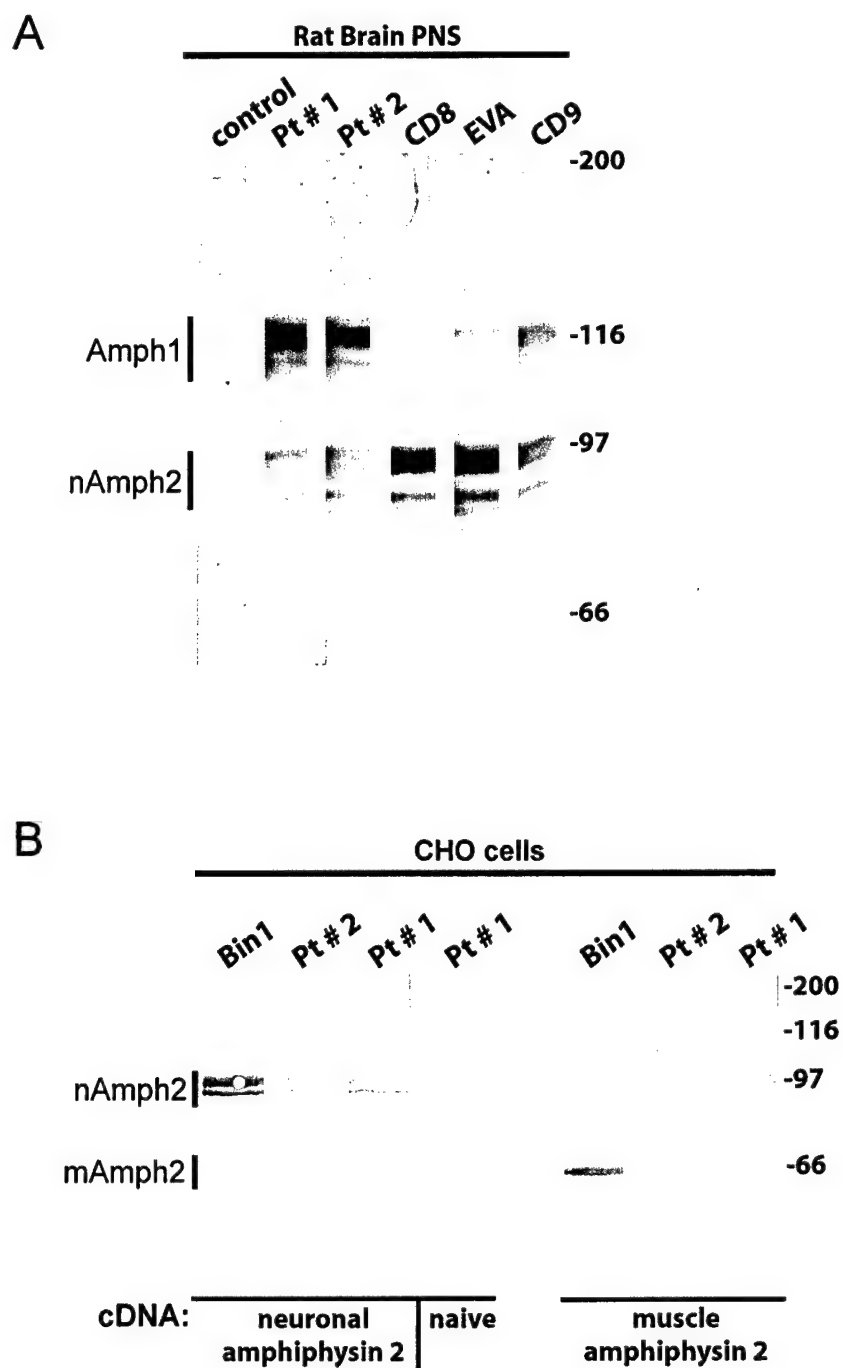 A
Rat Brain PNS
control Pt # 1 Pt # 2 CD8 EVA CD9
-200
Amph1
-116
-97
nAmph2
-66
B
CHO cells
Bin1 Pt # 2 Pt # 1 Pt # 1 Bin1 Pt # 2 Pt # 1
-200
-116
nAmph2
-97
mAmph2
-66
cDNA: neuronal amphiphysin 2 naive muscle amphiphysin 2